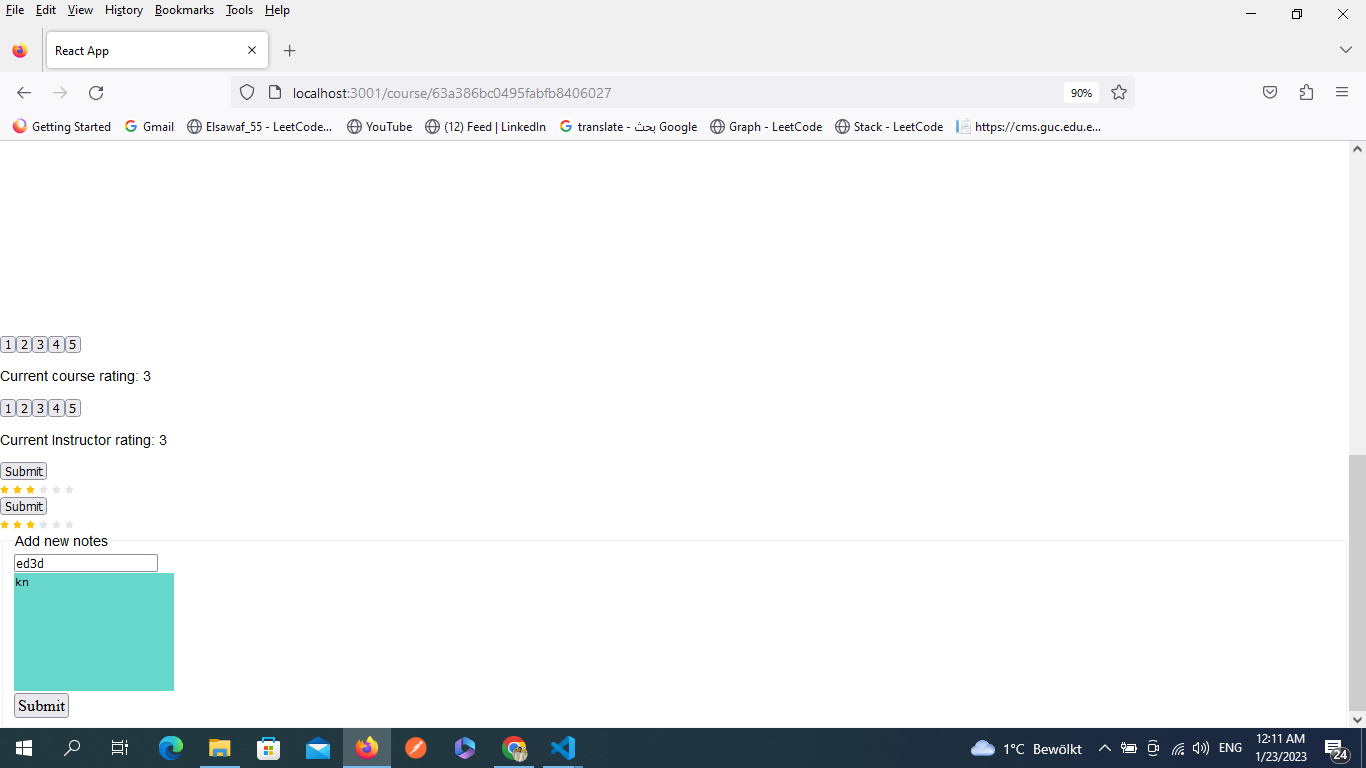 File Edit View History Bookmarks Tools Help
React App
localhost:3001/course/63a386bc0495fabfb8406027
90%
Getting Started Gmail Elsawaf_55 - LeetCode... YouTube (12) Feed | LinkedIn translate - بحث Google Graph - LeetCode Stack - LeetCode https://cms.guc.edu.e...
1 2 3 4 5
Current course rating: 3
1 2 3 4 5
Current Instructor rating: 3
Submit
Submit
Add new notes
ed3d
kn
Submit
1°C Bewölkt ENG
12:11 AM
1/23/2023
24